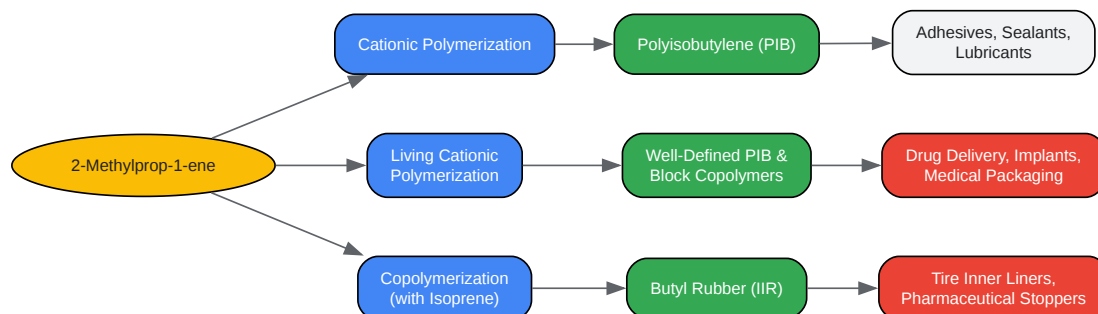 Cationic Polymerization
Polyisobutylene (PIB)
Adhesives, Sealants,
Lubricants
2-Methylprop-1-ene
Living Cationic
Polymerization
Well-Defined PIB &
Block Copolymers
Drug Delivery, Implants,
Medical Packaging
Copolymerization
(with Isoprene)
Butyl Rubber (IIR)
Tire Inner Liners,
Pharmaceutical Stoppers